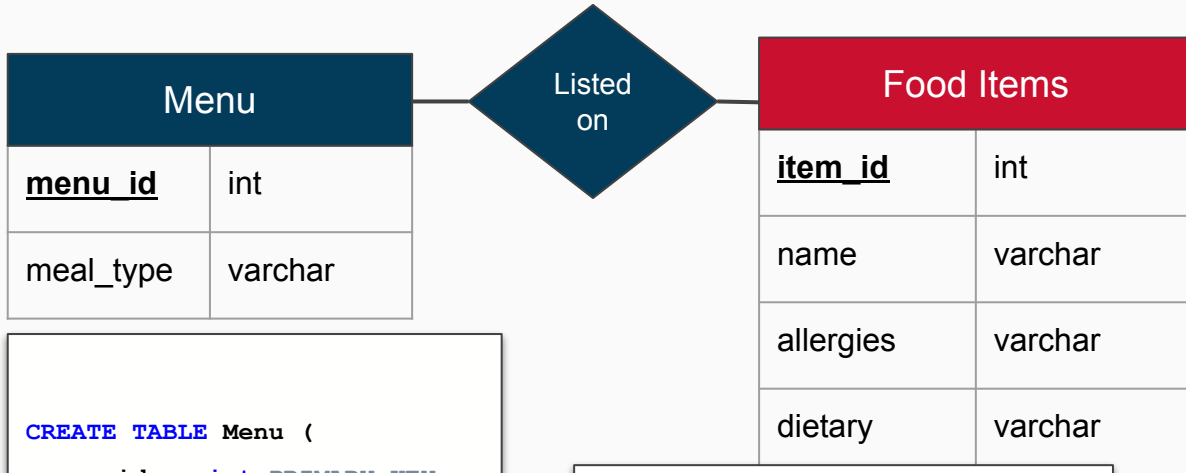 Menu
menu_id int
meal_type varchar
Listed
on
Food Items
item_id int
name varchar
allergies varchar
dietary varchar
CREATE TABLE Menu (